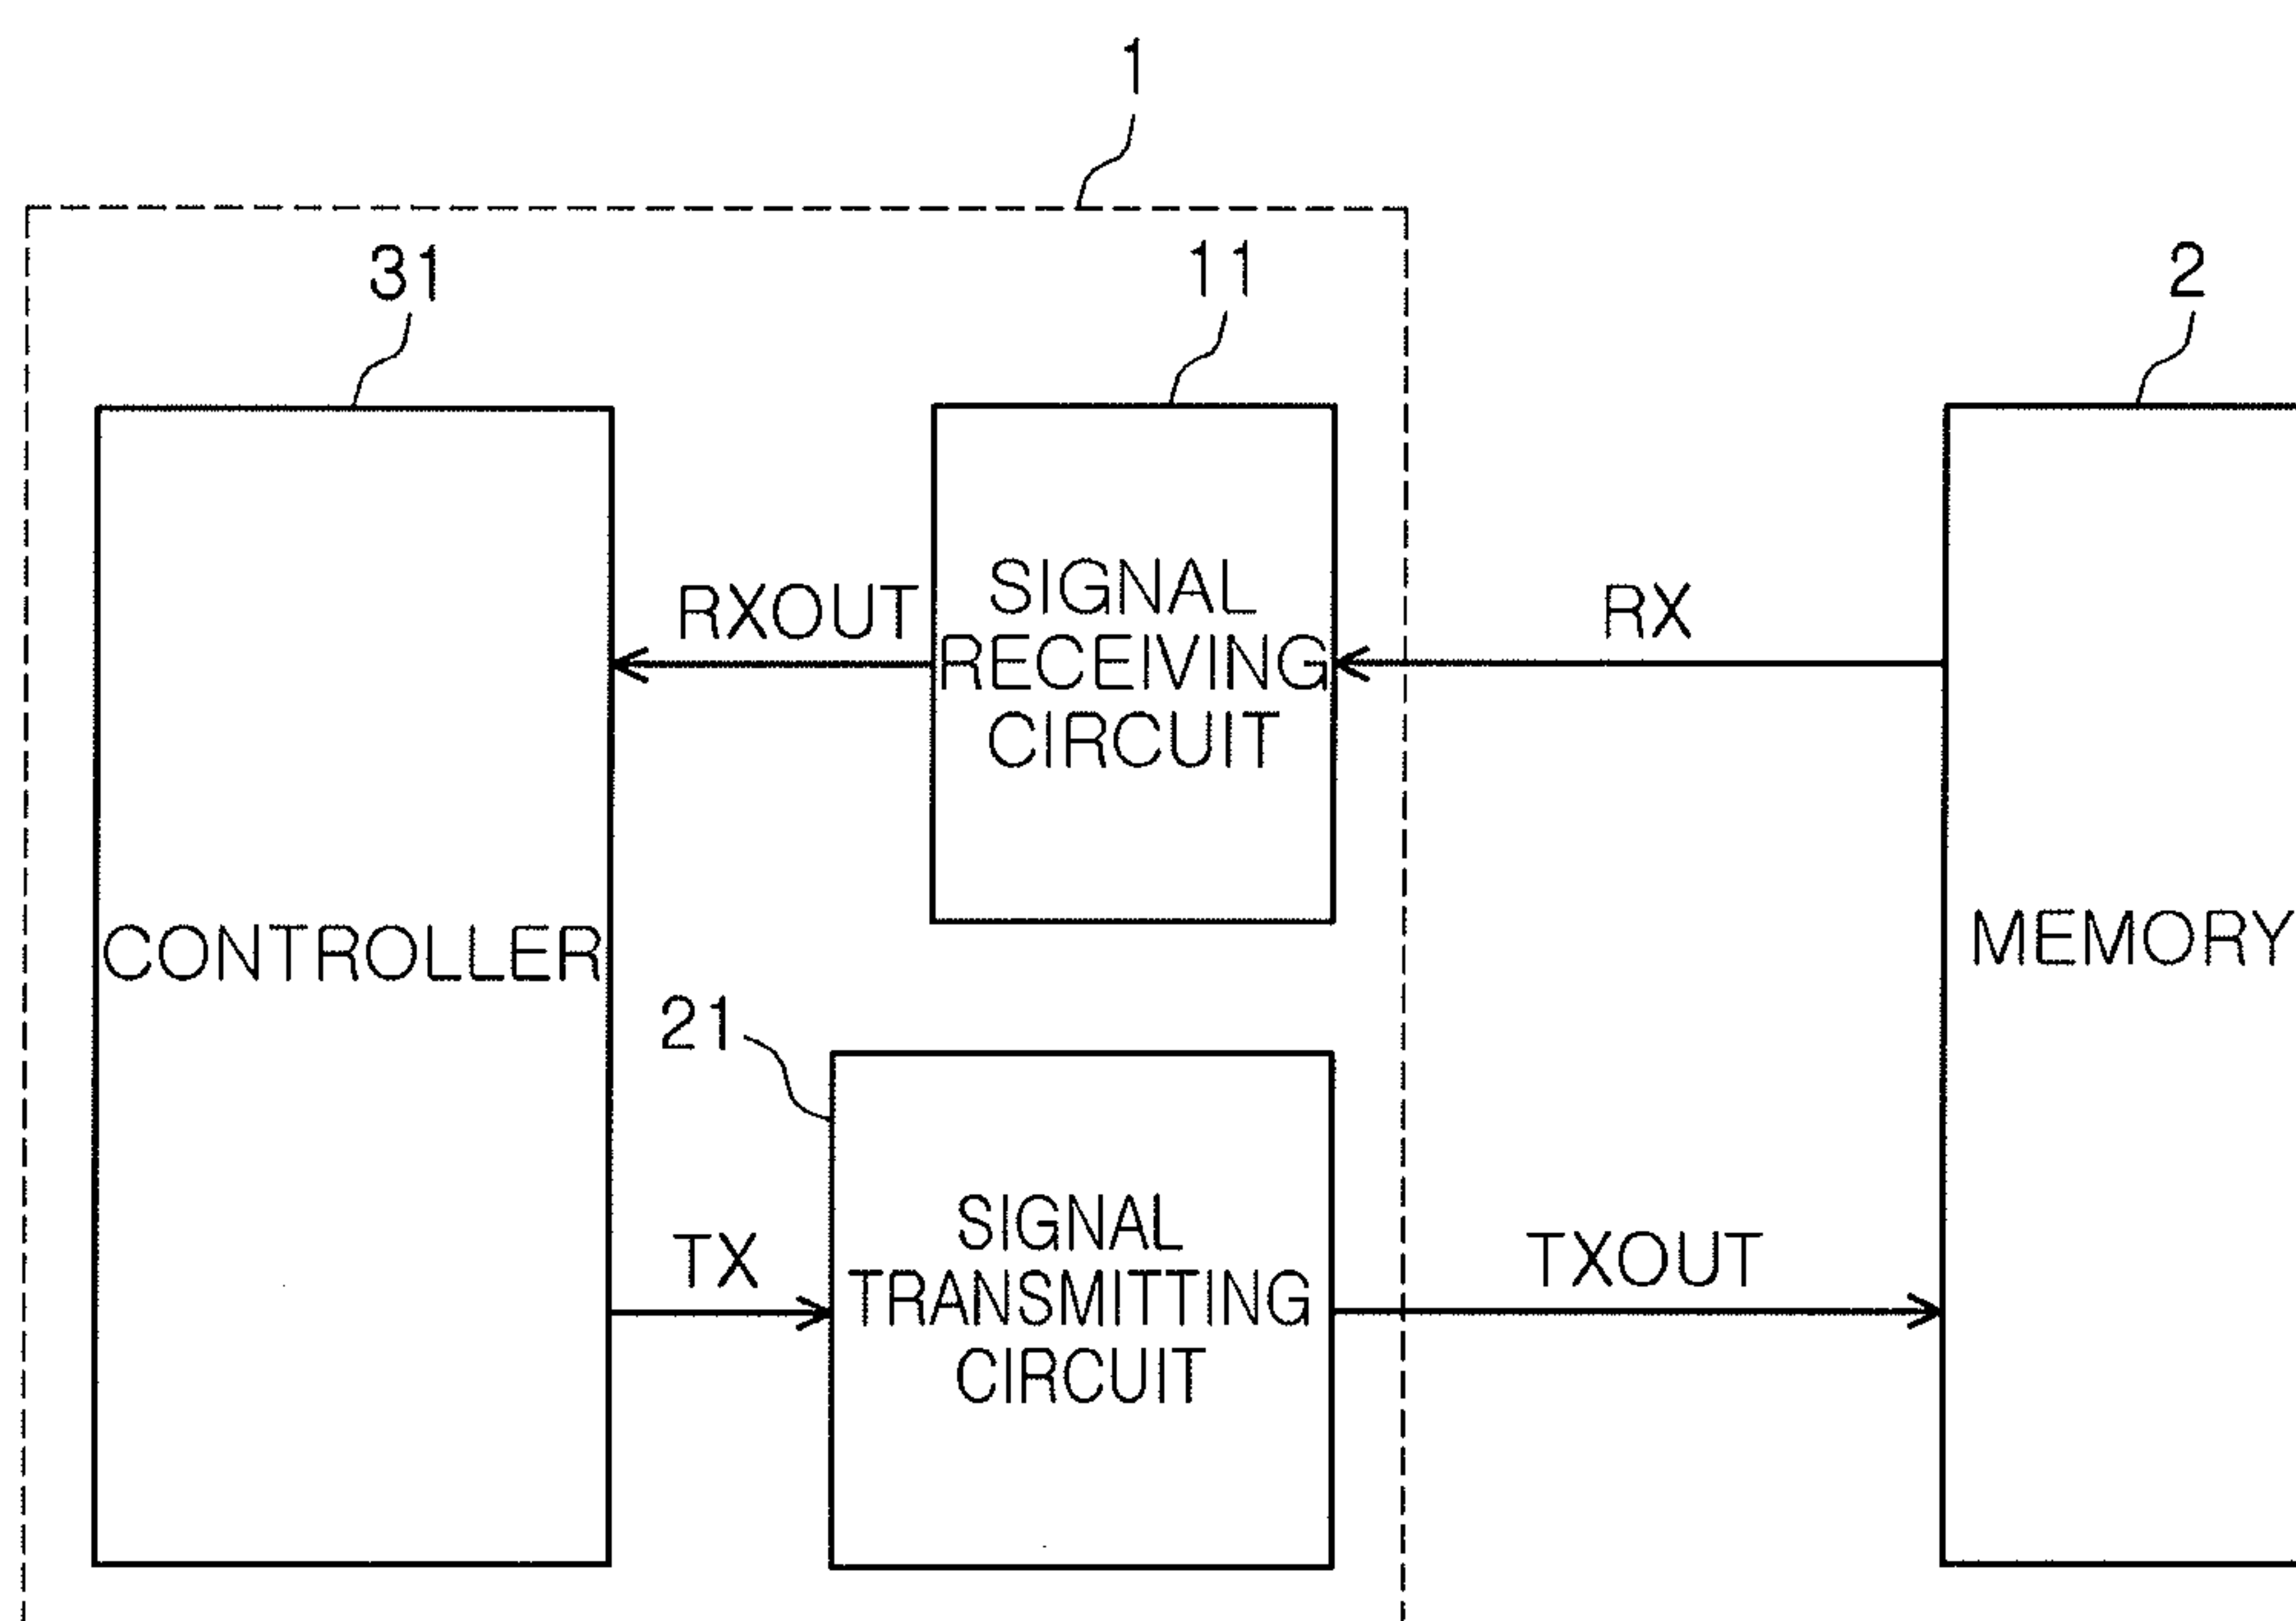 1
31
11
2
RXOUT
SIGNAL
RECEIVING
CIRCUIT
RX
CONTROLLER
MEMORY
21
TX
SIGNAL
TRANSMITTING
CIRCUIT
TXOUT